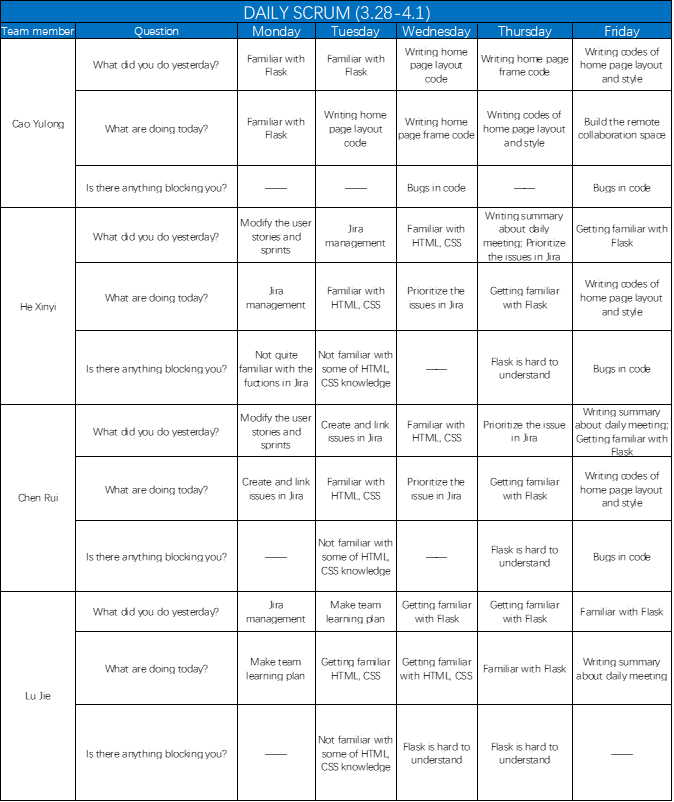 DAILY SCRUM (3.28-4.1)
Team member Question Monday Tuesday Wednesday Thursday Friday
Cao Yulong
What did you do yesterday?
Familiar with
Flask
Familiar with
Flask
Writing home
page layout
code
Writing home page
frame code
Writing codes of
home page layout
and style
What are doing today?
Familiar with
Flask
Writing home
page layout
code
Writing home
page frame code
Writing codes of
home page layout
and style
Build the remote
collaboration space
Is there anything blocking you?
——
——
Bugs in code
——
Bugs in code
He Xinyi
What did you do yesterday?
Modify the user
stories and
sprints
Jira
management
Familiar with
HTML, CSS
Writing summary
about daily
meeting; Prioritize
the issues in Jira
Getting familiar with
Flask
What are doing today?
Jira
management
Familiar with
HTML, CSS
Prioritize the
issues in Jira
Getting familiar
with Flask
Writing codes of
home page layout
and style
Is there anything blocking you?
Not quite
familiar with the
fuctions in Jira
Not familiar with
some of HTML,
CSS knowledge
——
Flask is hard to
understand
Bugs in code
Chen Rui
What did you do yesterday?
Modify the user
stories and
sprints
Create and link
issues in Jira
Familiar with
HTML, CSS
Prioritize the issue
in Jira
Writing summary
about daily meeting;
Getting familiar with
Flask
What are doing today?
Create and link
issues in Jira
Familiar with
HTML, CSS
Prioritize the
issue in Jira
Getting familiar
with Flask
Writing codes of
home page layout
and style
Is there anything blocking you?
——
Not familiar with
some of HTML,
CSS knowledge
——
Flask is hard to
understand
Bugs in code
Lu Jie
What did you do yesterday?
Jira
management
Make team
learning plan
Getting familiar
with Flask
Getting familiar
with Flask
Familiar with Flask
What are doing today?
Make team
learning plan
Getting familiar
HTML, CSS
Getting familiar
with HTML, CSS
Familiar with Flask
Writing summary
about daily meeting
Is there anything blocking you?
——
Not familiar with
some of HTML,
CSS knowledge
Flask is hard to
understand
Flask is hard to
understand
——